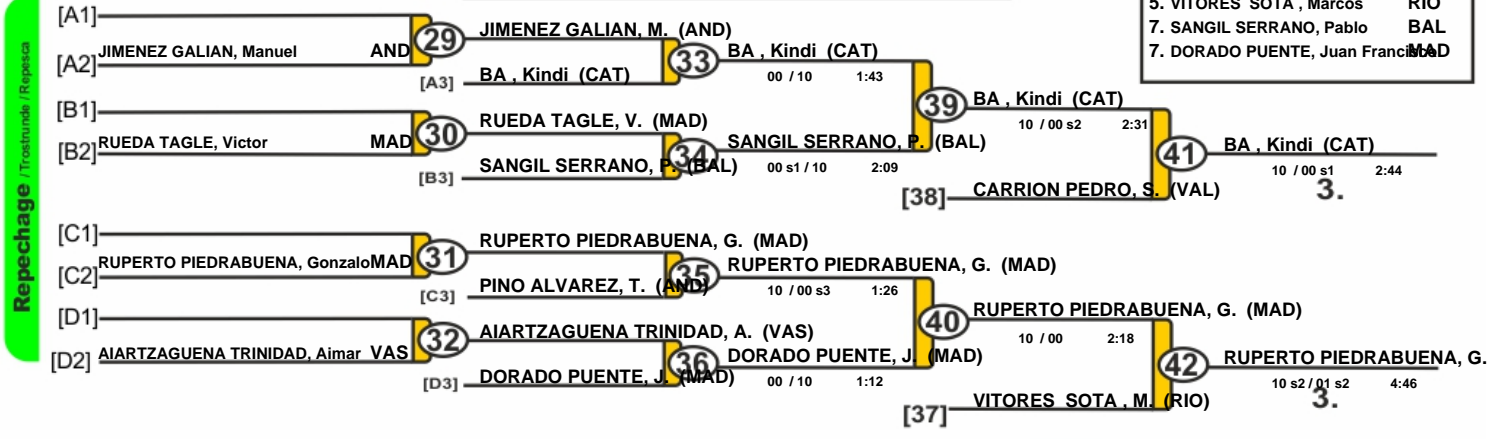 5. VITORES SOTA , Marcos RIO
7. SANGIL SERRANO, Pablo BAL
7. DORADO PUENTE, Juan Francisco MAD
Repechage / Trostrunde / Repesca
[A1]
[A2] JIMENEZ GALIAN, Manuel AND
29
JIMENEZ GALIAN, M. (AND)
[A3] BA , Kindi (CAT)
33
BA , Kindi (CAT)
00 / 10 1:43
[B1]
[B2] RUEDA TAGLE, Victor MAD
30
RUEDA TAGLE, V. (MAD)
[B3] SANGIL SERRANO, P. (BAL)
34
SANGIL SERRANO, P. (BAL)
00 s1 / 10 2:09
39
BA , Kindi (CAT)
10 / 00 s2 2:31
[38] CARRION PEDRO, S. (VAL)
41
BA , Kindi (CAT)
10 / 00 s1 2:44
3.
[C1]
[C2] RUPERTO PIEDRABUENA, Gonzalo MAD
31
RUPERTO PIEDRABUENA, G. (MAD)
[C3] PINO ALVAREZ, T. (AND)
35
RUPERTO PIEDRABUENA, G. (MAD)
10 / 00 s3 1:26
[D1]
[D2] AIARTZAGUENA TRINIDAD, Aimar VAS
32
AIARTZAGUENA TRINIDAD, A. (VAS)
[D3] DORADO PUENTE, J. (MAD)
36
DORADO PUENTE, J. (MAD)
00 / 10 1:12
40
RUPERTO PIEDRABUENA, G. (MAD)
10 / 00 2:18
[37] VITORES SOTA , M. (RIO)
42
RUPERTO PIEDRABUENA, G.
10 s2 / 01 s2 4:46
3.